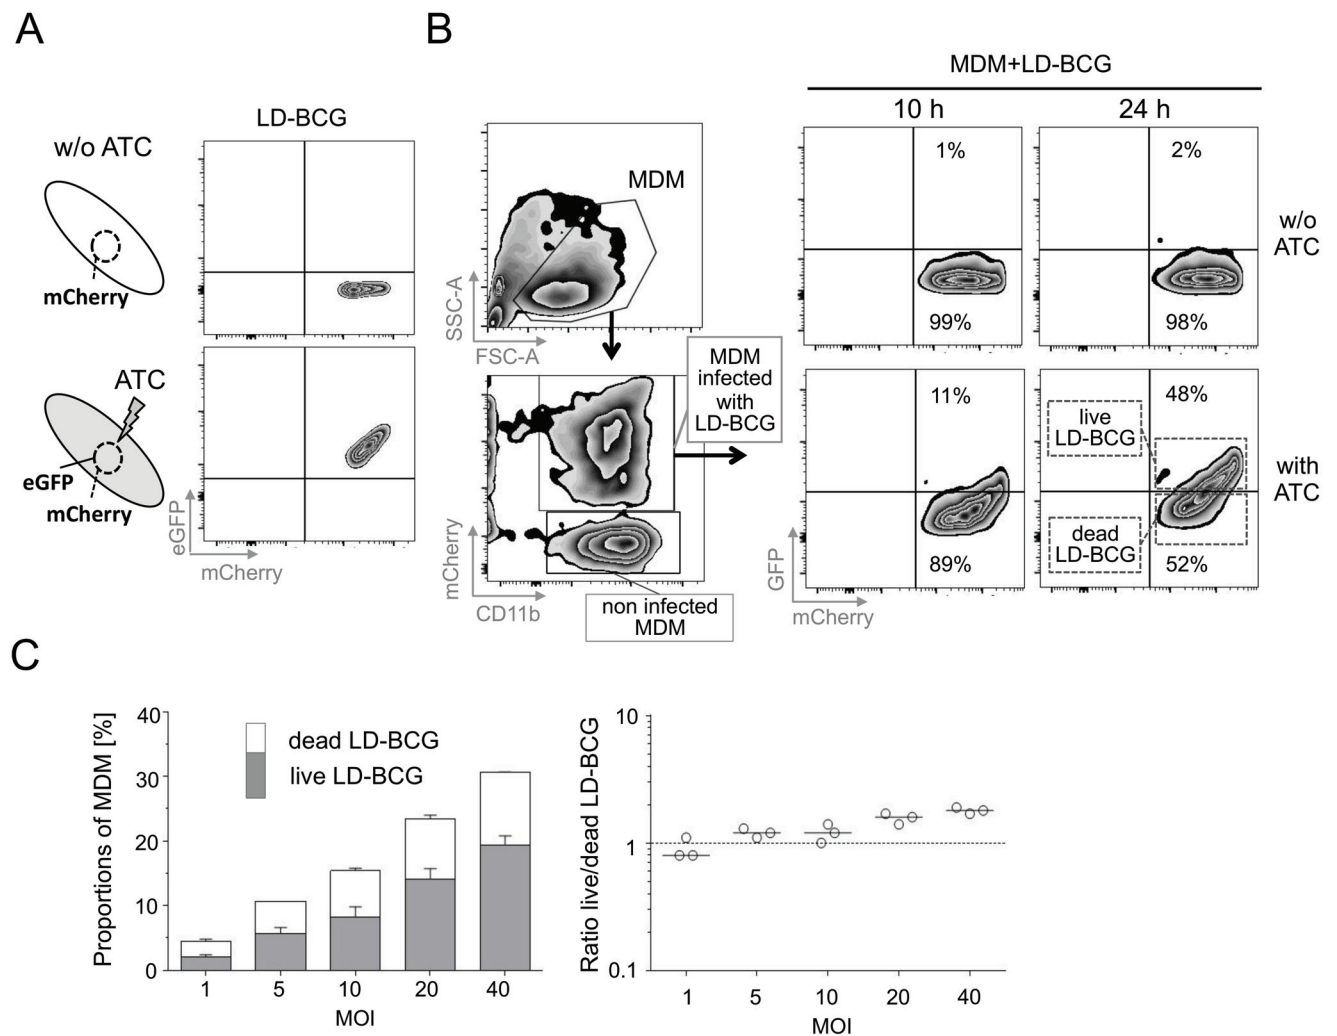 A
B
MDM+LD-BCG
10 h
24 h
LD-BCG
w/o ATC
mCherry
ATC
eGFP
mCherry
eGFP
mCherry
MDM
SSC-A
FSC-A
MDM
infected
with
LD-BCG
mCherry
CD11b
non infected
MDM
1%
2%
99%
98%
w/o
ATC
11%
48%
live
LD-BCG
dead
LD-BCG
89%
52%
with
ATC
GFP
mCherry
C
Proportions of MDM [%]
40
30
20
10
0
dead LD-BCG
live LD-BCG
1 5 10 20 40
MOI
Ratio live/dead LD-BCG
10
1
0.1
1 5 10 20 40
MOI